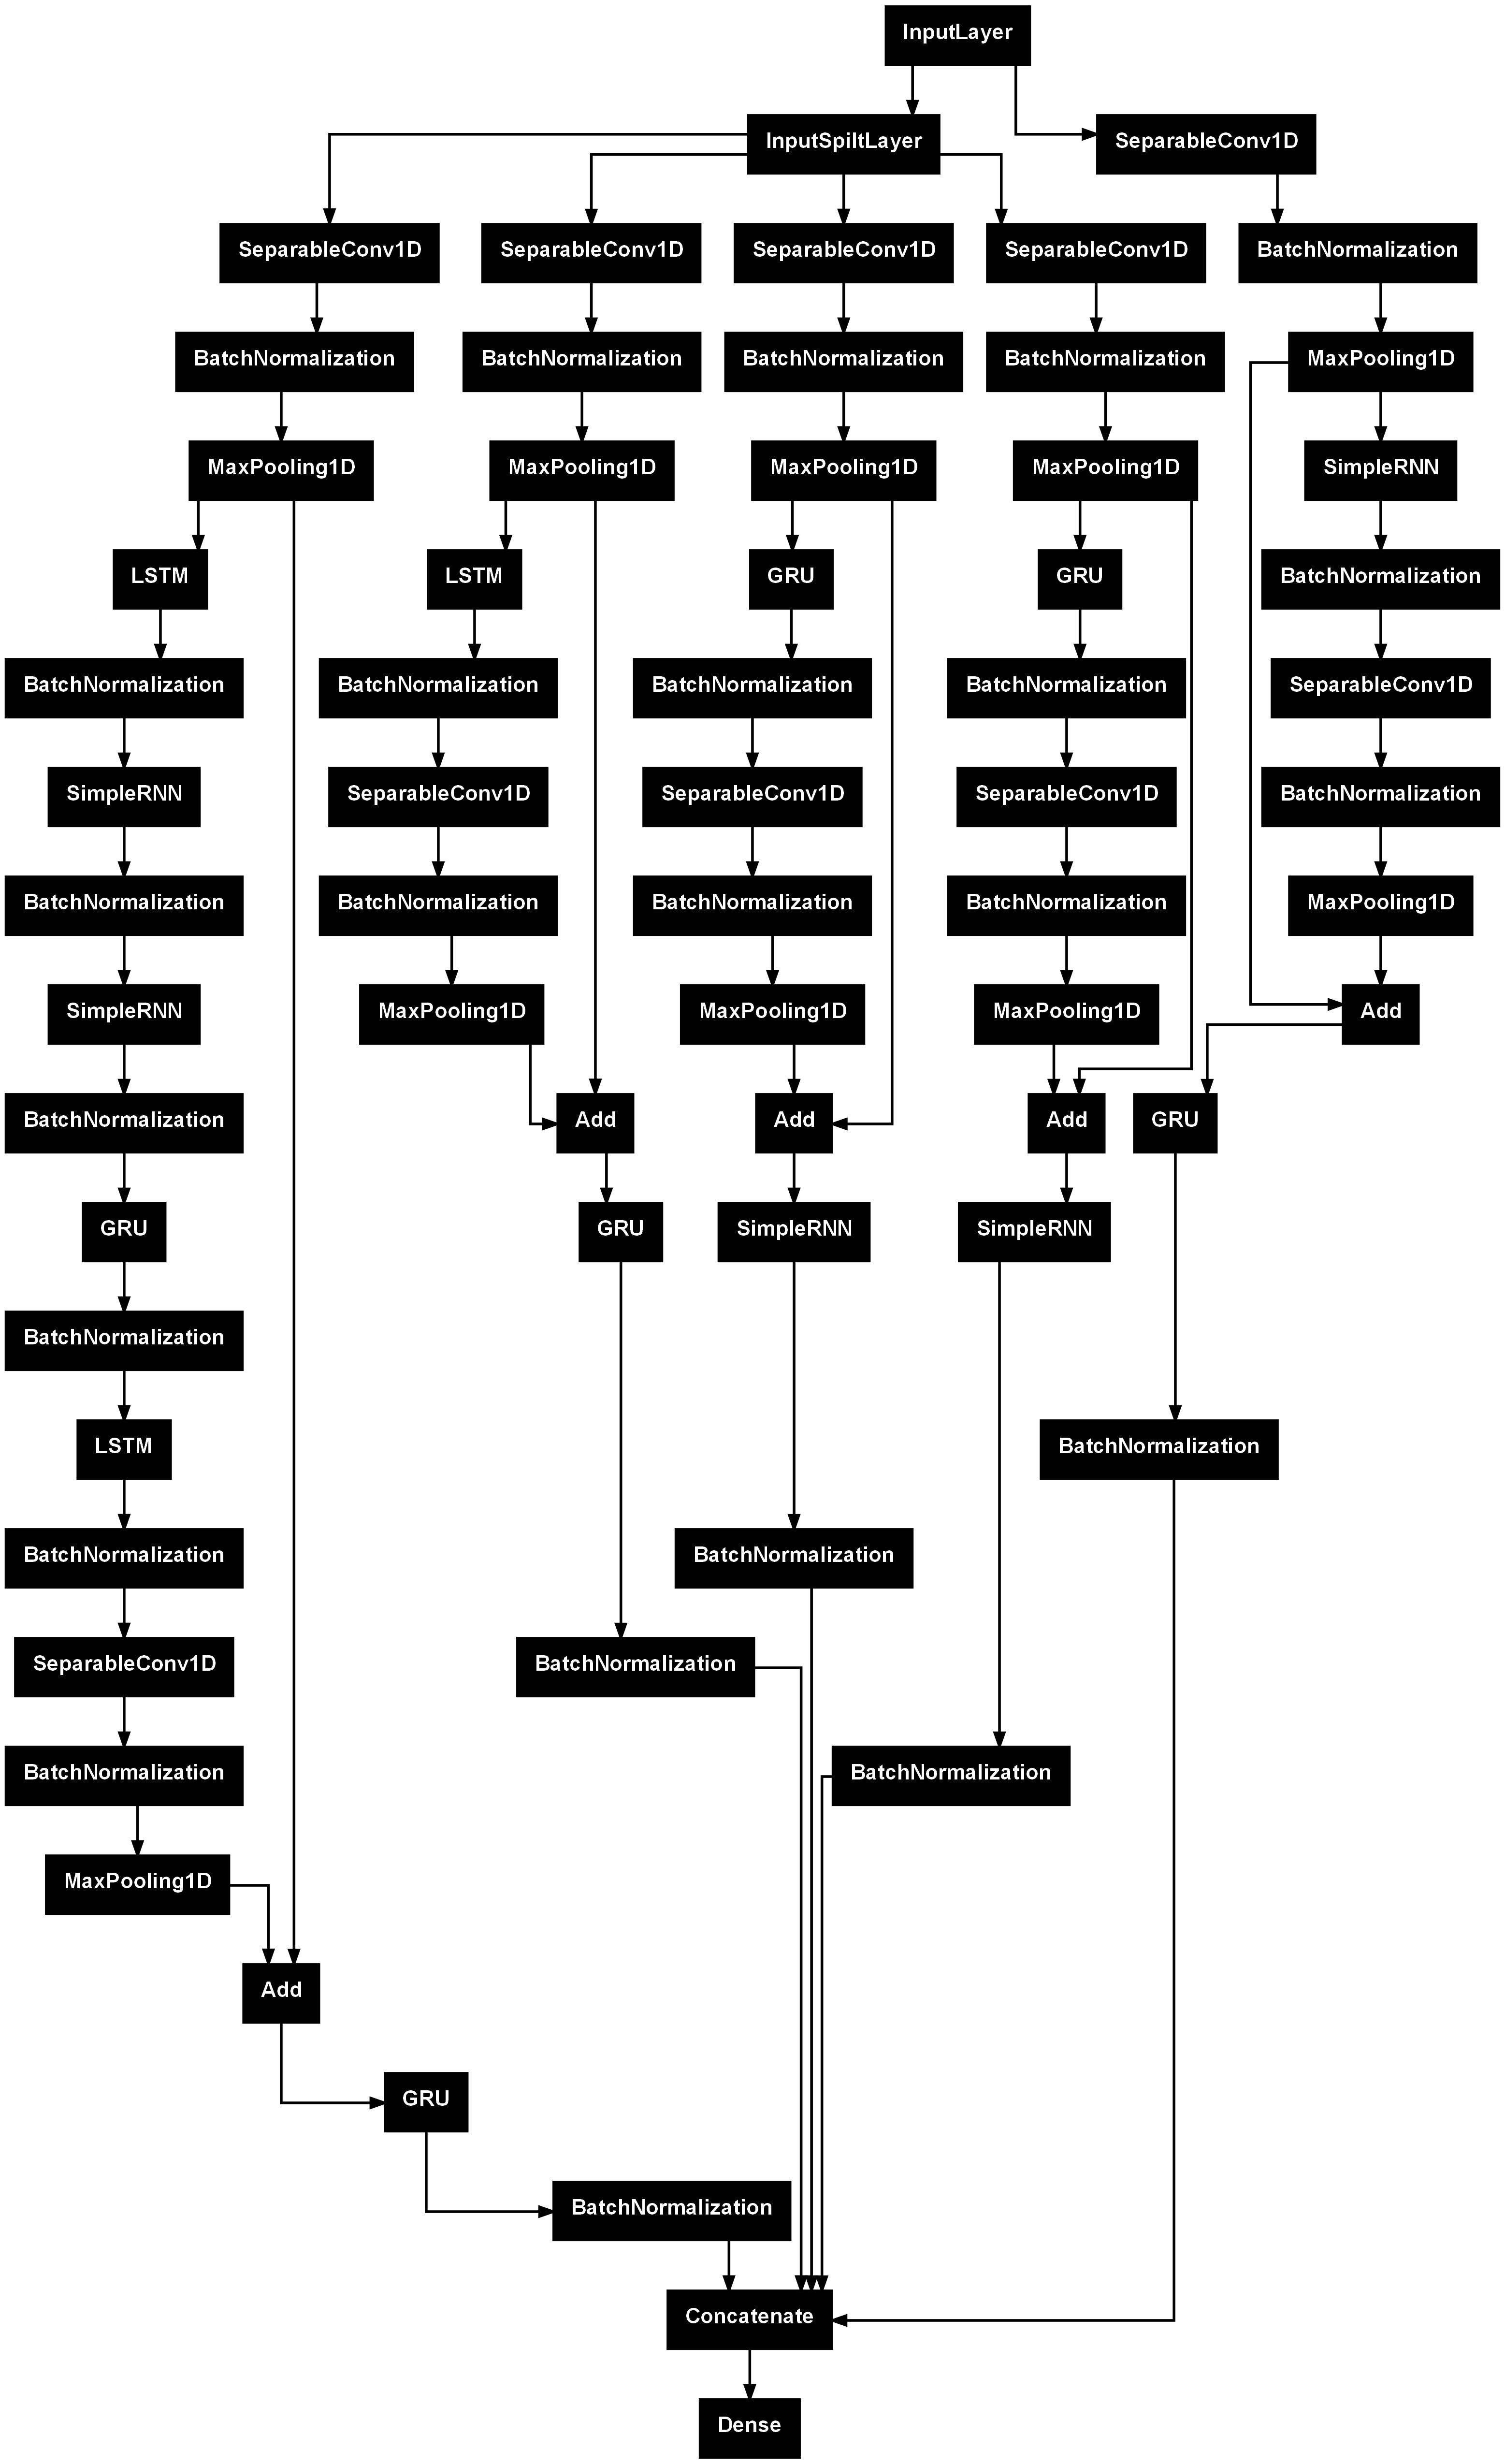 InputLayer
InputSpiltLayer
SeparableConv1D
SeparableConv1D
SeparableConv1D
SeparableConv1D
SeparableConv1D
BatchNormalization
BatchNormalization
BatchNormalization
BatchNormalization
BatchNormalization
MaxPooling1D
MaxPooling1D
MaxPooling1D
MaxPooling1D
MaxPooling1D
SimpleRNN
LSTM
LSTM
GRU
GRU
BatchNormalization
BatchNormalization
BatchNormalization
BatchNormalization
BatchNormalization
SeparableConv1D
SimpleRNN
SeparableConv1D
SeparableConv1D
SeparableConv1D
BatchNormalization
BatchNormalization
BatchNormalization
BatchNormalization
BatchNormalization
MaxPooling1D
SimpleRNN
MaxPooling1D
MaxPooling1D
MaxPooling1D
Add
BatchNormalization
Add
Add
Add
GRU
GRU
GRU
SimpleRNN
SimpleRNN
BatchNormalization
LSTM
BatchNormalization
BatchNormalization
BatchNormalization
SeparableConv1D
BatchNormalization
BatchNormalization
BatchNormalization
MaxPooling1D
Add
GRU
BatchNormalization
Concatenate
Dense